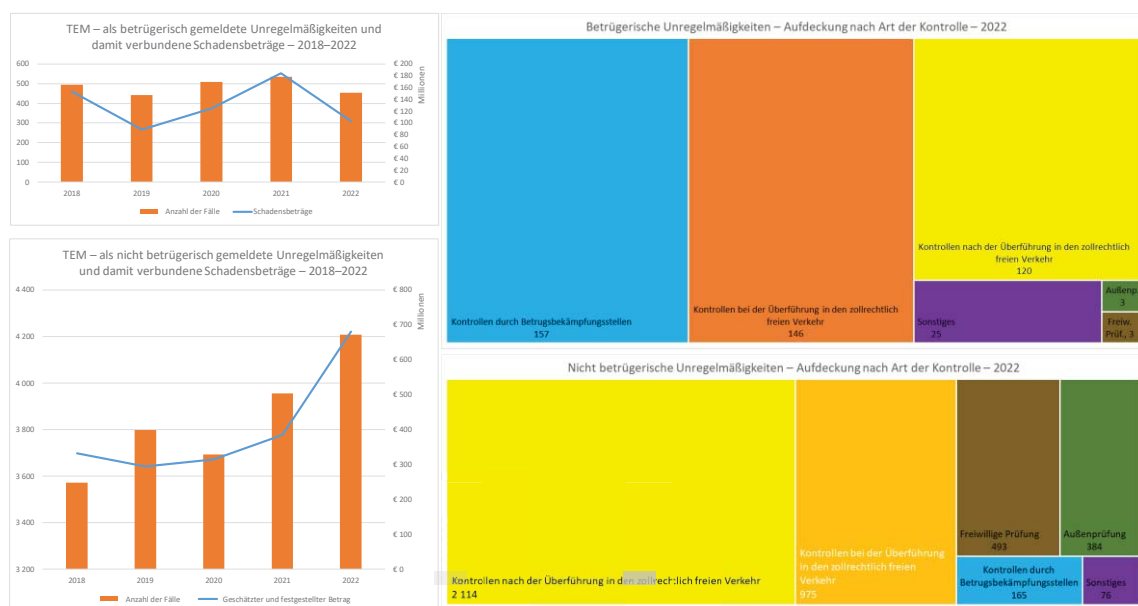 TEM – als betrügerisch gemeldete Unregelmäßigkeiten und
damit verbundene Schadensbeträge – 2018–2022
600
500
400
300
200
100
0
€ 200
€ 180
€ 160
€ 140
€ 120
€ 100
€ 80
€ 60
€ 40
€ 20
€ 0
Millionen
2018
2019
2020
2021
2022
Anzahl der Fälle
Schadensbeträge
TEM – als nicht betrügerisch gemeldete Unregelmäßigkeiten
und damit verbundene Schadensbeträge – 2018–2022
4 400
4 200
4 000
3 800
3 600
3 400
3 200
€ 800
€ 700
€ 600
€ 500
€ 400
€ 300
€ 200
€ 100
€ 0
Millionen
2018
2019
2020
2021
2022
Anzahl der Fälle
Geschätzter und festgestellter Betrag
Betrügerische Unregelmäßigkeiten – Aufdeckung nach Art der Kontrolle – 2022
Kontrollen durch Betrugsbekämpfungsstellen
157
Kontrollen bei der Überführung in den zollrechtlich
freien Verkehr
146
Kontrollen nach der Überführung in den zollrechtlich
freien Verkehr
120
Sonstiges
25
Außenp.
3
Freiw.
Prüf., 3
Nicht betrügerische Unregelmäßigkeiten – Aufdeckung nach Art der Kontrolle – 2022
Kontrollen nach der Überführung in den zollrechtlich freien Verkehr
2 114
Kontrollen bei der Überführung
in den zollrechtlich freien
Verkehr
975
Freiwillige Prüfung
493
Außenprüfung
384
Kontrollen durch
Betrugsbekämpfungsstellen
165
Sonstiges
76